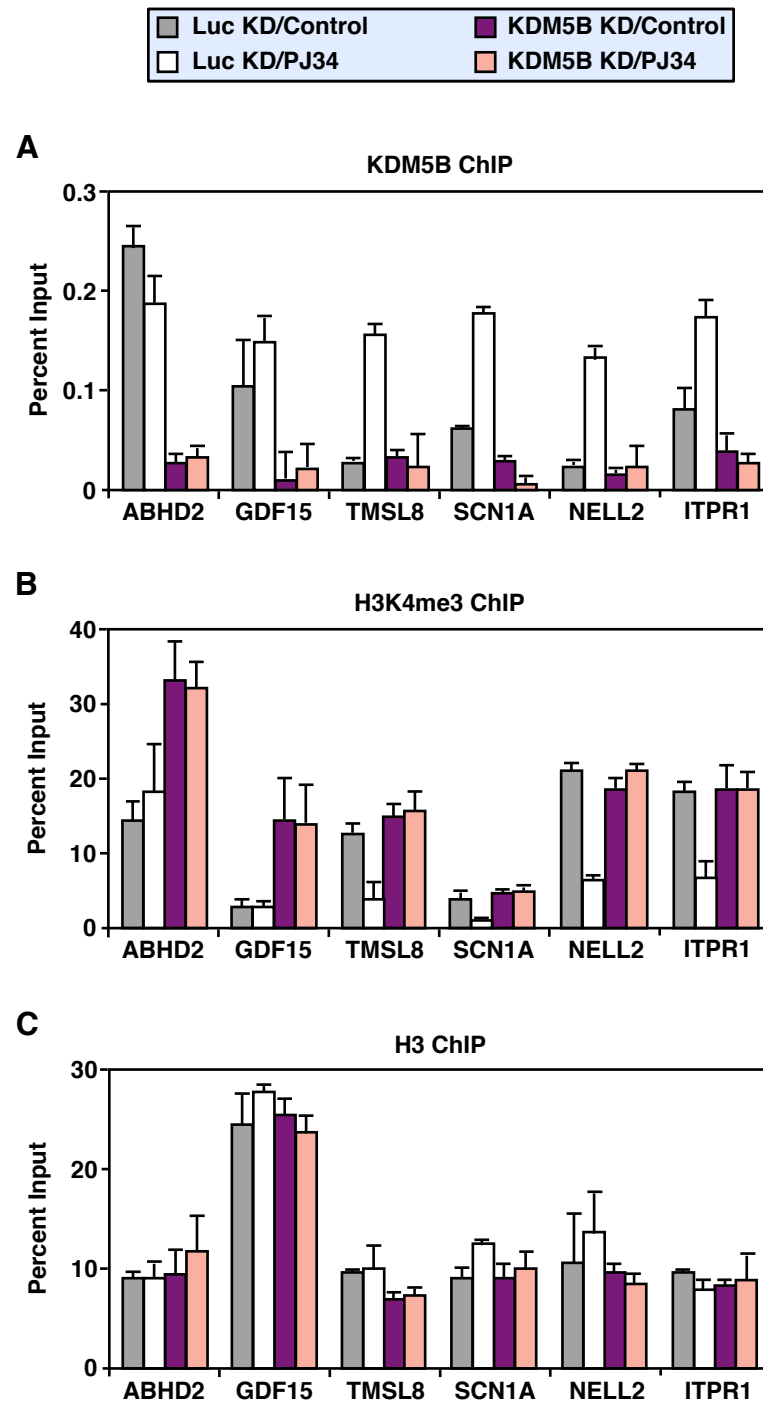 Luc KD/Control KDM5B KD/Control
Luc KD/PJ34 KDM5B KD/PJ34
A
KDM5B ChIP
Percent Input
0.3
0.2
0.1
0
ABHD2 GDF15 TMSL8 SCN1A NELL2 ITPR1
B
H3K4me3 ChIP
Percent Input
40
30
20
10
0
ABHD2 GDF15 TMSL8 SCN1A NELL2 ITPR1
C
H3 ChIP
Percent Input
30
20
10
0
ABHD2 GDF15 TMSL8 SCN1A NELL2 ITPR1